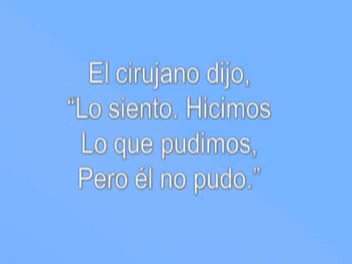 El cirujano dijo,
“Lo siento. Hicimos
Lo que pudimos,
Pero él no pudo.”